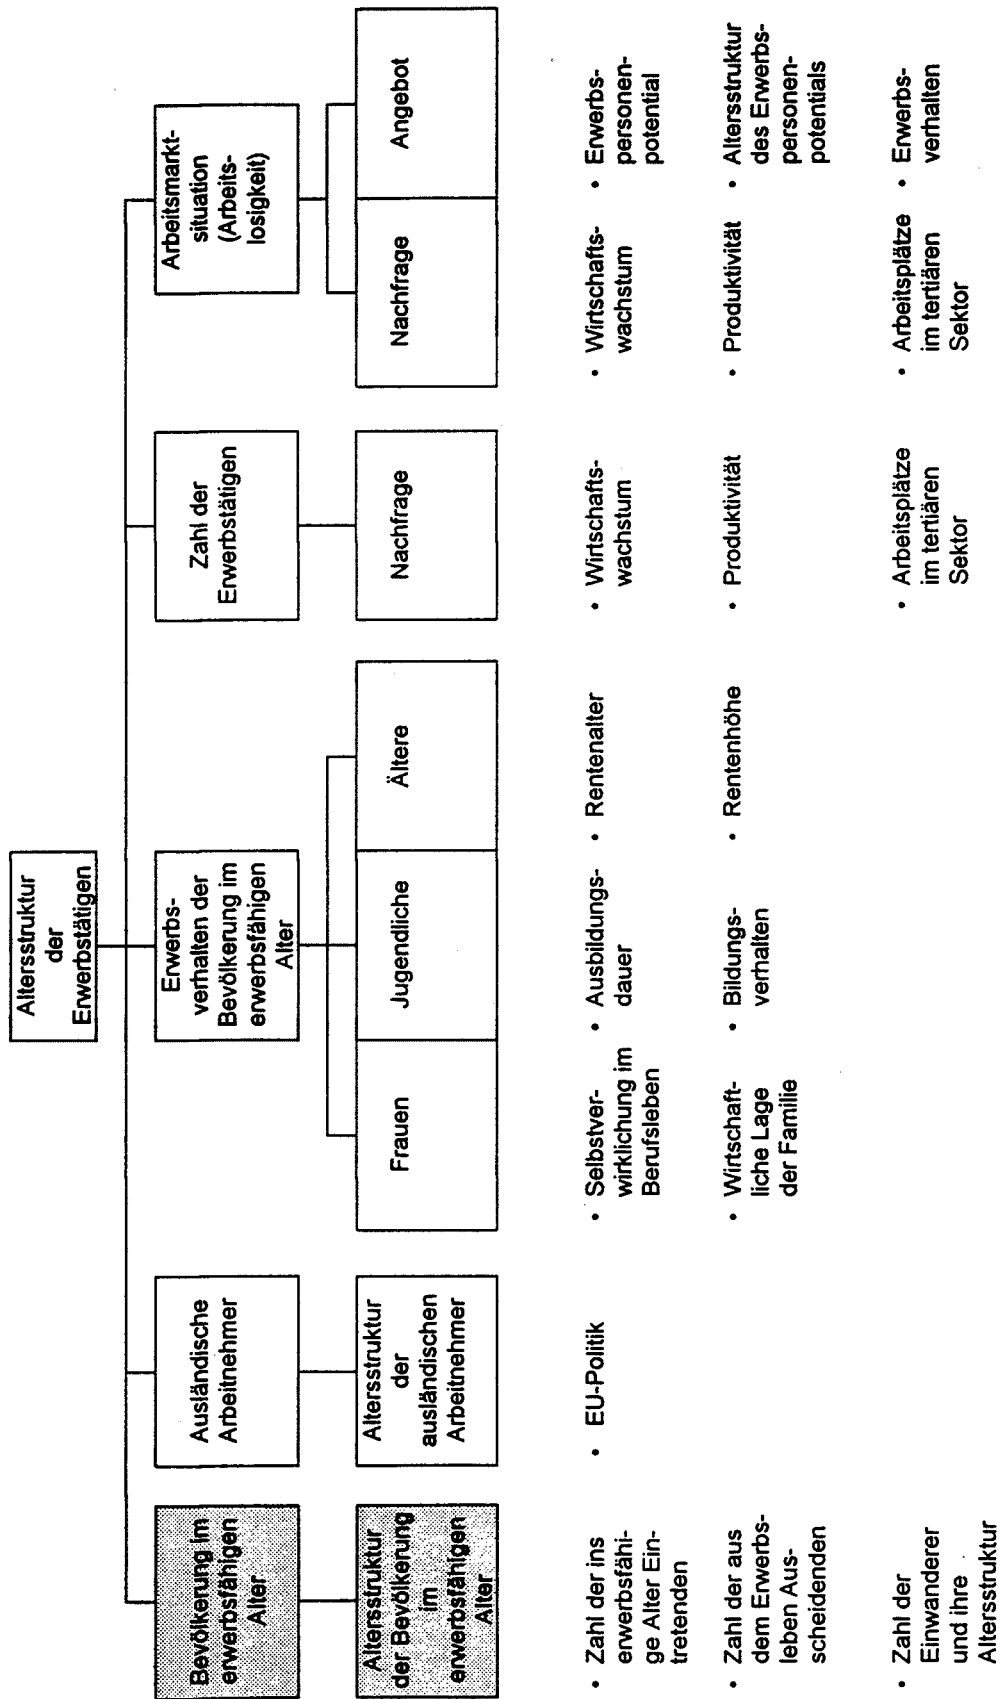 Altersstruktur
der
Erwerbstätigen
Bevölkerung im
erwerbsfähigen
Alter
Ausländische
Arbeitnehmer
Erwerbs-
verhalten der
Bevölkerung im
erwerbsfähigen
Alter
Zahl der
Erwerbstätigen
Arbeitsmarkt-
situation
(Arbeits-
losigkeit)
Altersstruktur
der Bevölkerung
im
erwerbsfähigen
Alter
Altersstruktur
der
ausländischen
Arbeitnehmer
Frauen
Jugendliche
Ältere
Nachfrage
Nachfrage
Angebot
• Zahl der ins
erwerbsfähi-
ge Alter Ein-
tretenden
• Zahl der aus
dem Erwerbs-
leben Aus-
scheidenden
• Zahl der
Einwanderer
und ihre
Altersstruktur
• EU-Politik
• Selbstver-
wirklichung im
Berufsleben
• Wirtschaft-
liche Lage
der Familie
• Ausbildungs-
dauer
• Bildungs-
verhalten
• Rentenalter
• Rentenhöhe
• Wirtschafts-
wachstum
• Produktivität
• Arbeitsplätze
im tertiären
Sektor
• Wirtschafts-
wachstum
• Produktivität
• Arbeitsplätze
im tertiären
Sektor
• Erwerbs-
personen-
potential
• Altersstruktur
des Erwerbs-
personen-
potentials
• Erwerbs-
verhalten